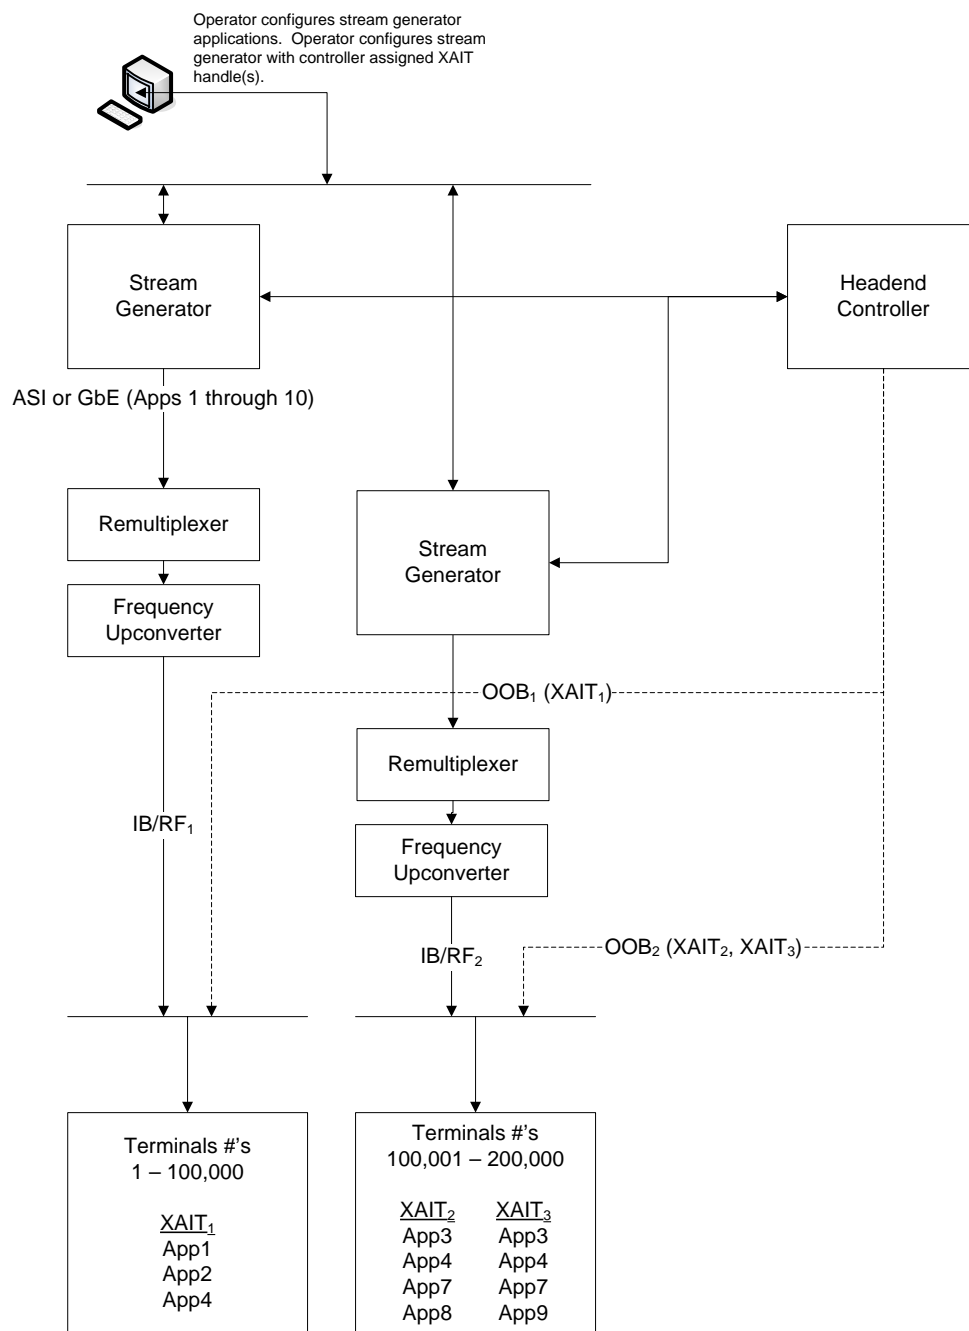 Operator configures stream generator
applications.  Operator configures stream
generator with controller assigned XAIT
handle(s).
Stream
Generator
Headend
Controller
ASI or GbE (Apps 1 through 10)
Remultiplexer
Stream
Generator
Frequency
Upconverter
OOB₁ (XAIT₁)
Remultiplexer
IB/RF₁
Frequency
Upconverter
OOB₂ (XAIT₂, XAIT₃)
IB/RF₂
Terminals #'s
1 – 100,000
XAIT₁
App1
App2
App4
Terminals #'s
100,001 – 200,000
XAIT₂ XAIT₃
App3 App3
App4 App4
App7 App7
App8 App9